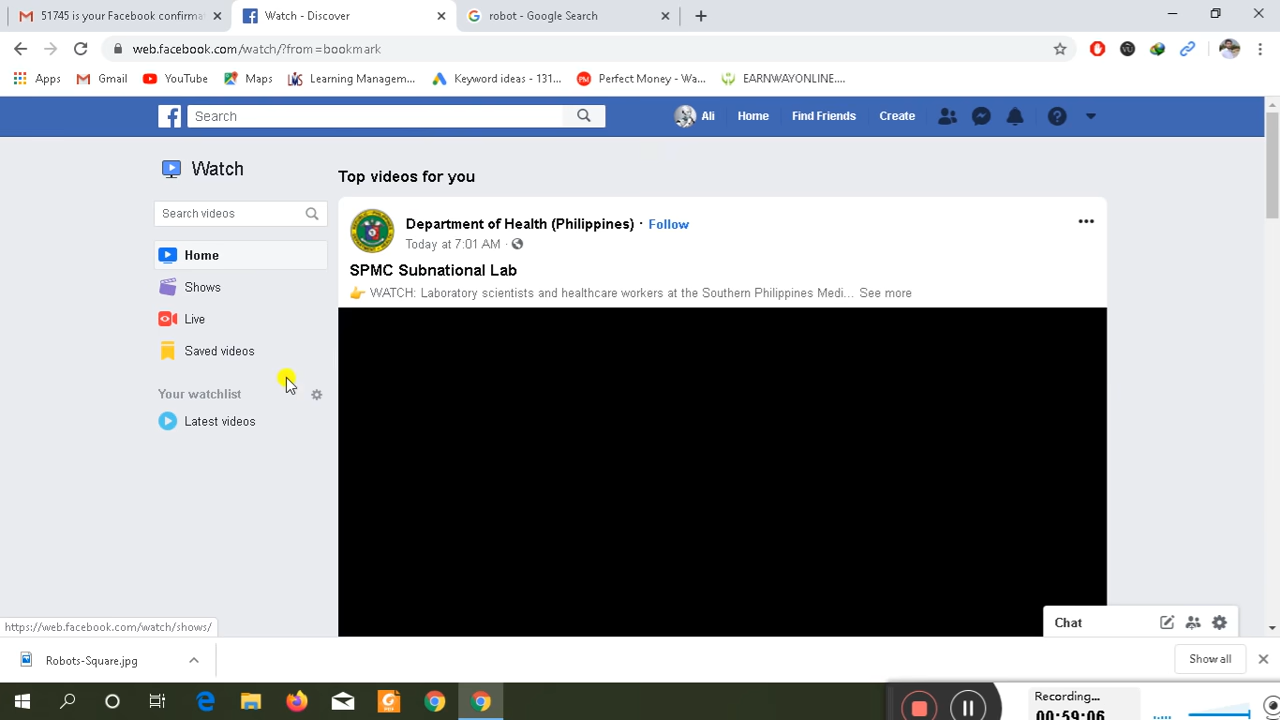 51745 is your Facebook confirma
Watch - Discover
robot - Google Search
web.facebook.com/watch/?from=bookmark
Apps
Gmail
YouTube
Maps
Learning Managem...
Keyword ideas - 131...
Perfect Money - Wa...
EARNWAYONLINE....
Search
Ali
Home
Find Friends
Create
Watch
Search videos
Home
Shows
Live
Saved videos
Your watchlist
Latest videos
Top videos for you
Department of Health (Philippines) · Follow
Today at 7:01 AM ·
SPMC Subnational Lab
👉 WATCH: Laboratory scientists and healthcare workers at the Southern Philippines Medi... See more
Chat
https://web.facebook.com/watch/shows/
Robots-Square.jpg
Show all
Recording...
00:59:06